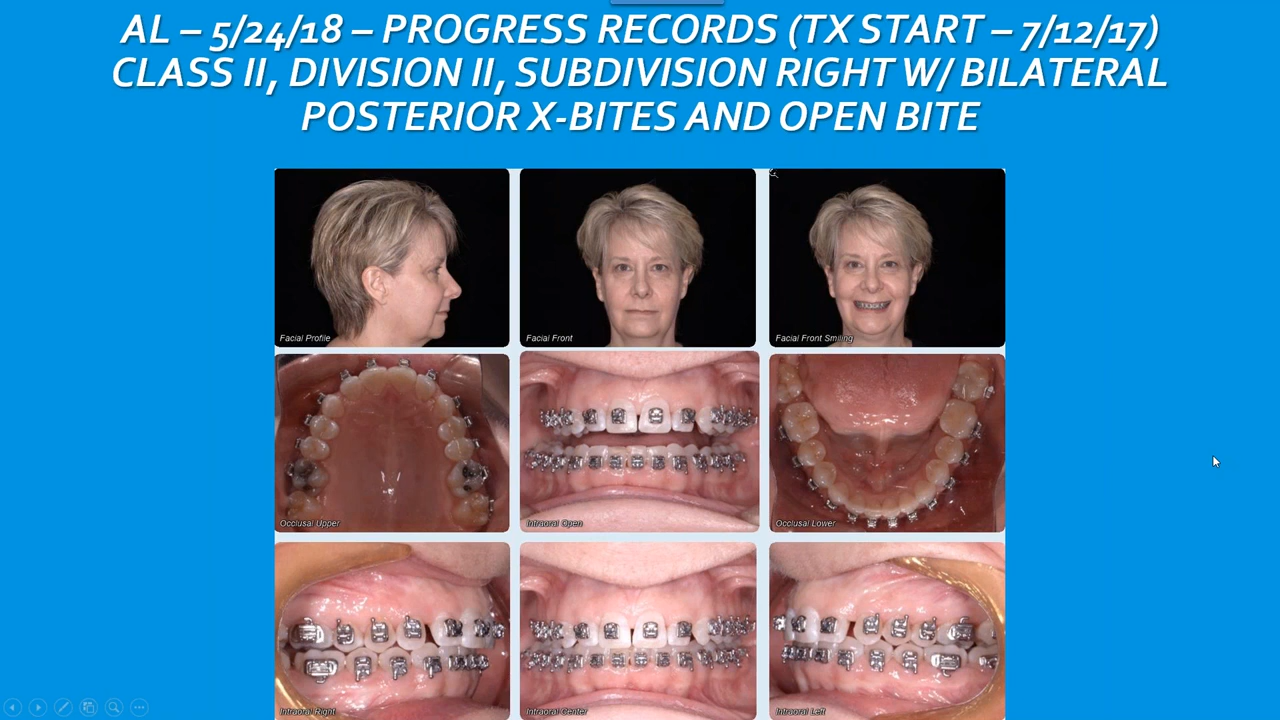 AL – 5/24/18 – PROGRESS RECORDS (TX START – 7/12/17)
CLASS II, DIVISION II, SUBDIVISION RIGHT W/ BILATERAL
POSTERIOR X-BITES AND OPEN BITE
Facial Profile
Facial Front
Facial Front Smiling
Occlusal Upper
Intraoral Open
Occlusal Lower
Intraoral Right
Intraoral Center
Intraoral Left